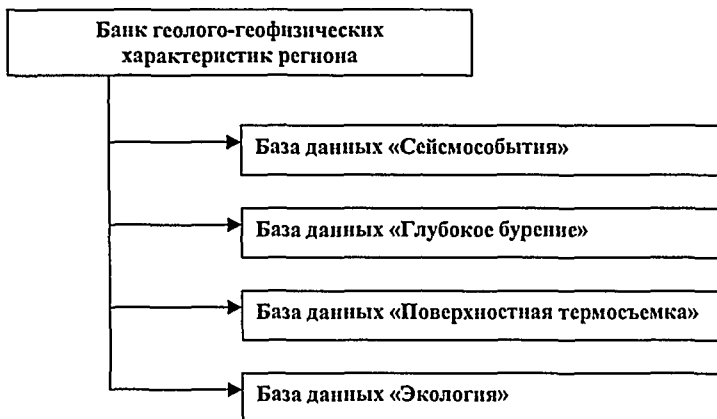 Банк геолого-геофизических
характеристик региона
База данных «Сейсмособытия»
База данных «Глубокое бурение»
База данных «Поверхностная термосъемка»
База данных «Экология»